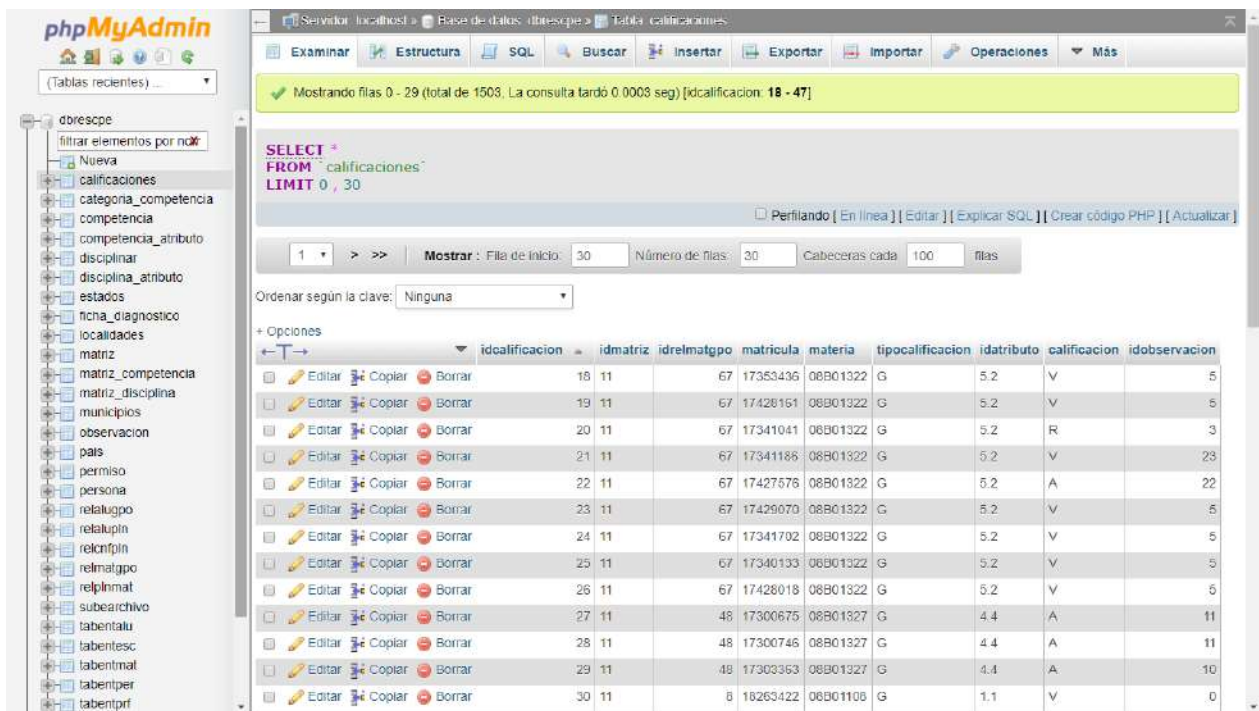 phpMyAdmin
(Tablas recientes) ...
dbrescpe
filtrar elementos por nom
Nueva
calificaciones
categoria_competencia
competencia
competencia_atributo
disciplinar
disciplina_atributo
estados
ficha_diagnostico
localidades
matriz
matriz_competencia
matriz_disciplina
municipios
observacion
pais
permiso
persona
relalugpo
relalupln
relcnfpln
relmatgpo
relplnmat
subearchivo
tabentalu
tabentesc
tabentmat
tabentper
tabentprf
Servidor: localhost » Base de datos: dbrescpe » Tabla: calificaciones
Examinar Estructura SQL Buscar Insertar Exportar Importar Operaciones Más
Mostrando filas 0 - 29 (total de 1503, La consulta tardó 0.0003 seg) [idcalificacion: 18 - 47]
SELECT *
FROM `calificaciones`
LIMIT 0 , 30
Perfilando [ En línea ] [ Editar ] [ Explicar SQL ] [ Crear código PHP ] [ Actualizar ]
1 > >> Mostrar : Fila de inicio: 30 Número de filas: 30 Cabeceras cada 100 filas
Ordenar según la clave: Ninguna
+ Opciones
←T→ idcalificacion idmatriz idrelmatgpo matricula materia tipocalificacion idatributo calificacion idobservacion
Editar Copiar Borrar 18 11 67 17353436 08B01322 G 5.2 V 5
Editar Copiar Borrar 19 11 67 17428161 08B01322 G 5.2 V 5
Editar Copiar Borrar 20 11 67 17341041 08B01322 G 5.2 R 3
Editar Copiar Borrar 21 11 67 17341186 08B01322 G 5.2 V 23
Editar Copiar Borrar 22 11 67 17427576 08B01322 G 5.2 A 22
Editar Copiar Borrar 23 11 67 17429070 08B01322 G 5.2 V 5
Editar Copiar Borrar 24 11 67 17341702 08B01322 G 5.2 V 5
Editar Copiar Borrar 25 11 67 17340133 08B01322 G 5.2 V 5
Editar Copiar Borrar 26 11 67 17428018 08B01322 G 5.2 V 5
Editar Copiar Borrar 27 11 48 17300675 08B01327 G 4.4 A 11
Editar Copiar Borrar 28 11 48 17300746 08B01327 G 4.4 A 11
Editar Copiar Borrar 29 11 48 17303363 08B01327 G 4.4 A 10
Editar Copiar Borrar 30 11 8 16263422 08B01108 G 1.1 V 0